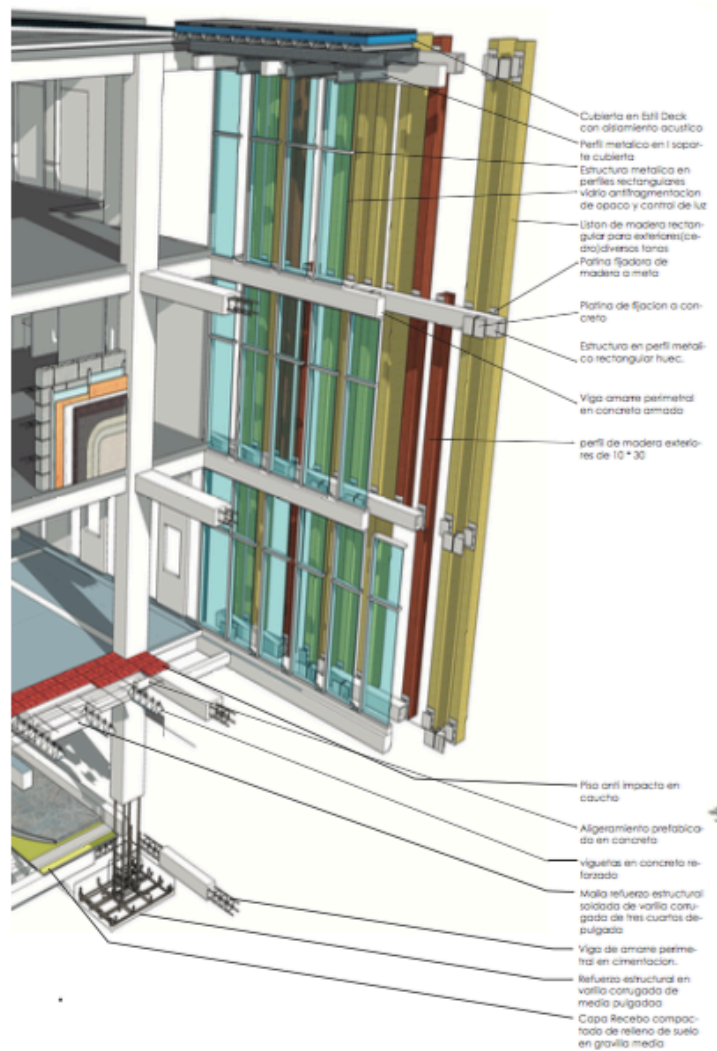 Cubierta en Estil Deck
con aislamiento acustico
Perfil metalico en I sopor-
te cubierta
Estructura metalica en
perfiles rectangulares
vidrio antifragmentacion
de opaco y control de luz
Liston de madera rectan-
gular para exteriores(ce-
dro)diversos tonos
Patina fijadora de
madera a meta
Platina de fijacion a con-
creto
Estructura en perfil metali-
co rectangular huec.
Viga amarre perimetral
en concreto armado
perfil de madera exterio-
res de 10 * 30
Piso anti impacto en
caucho
Aligeramiento prefabica-
do en concreto
viguetas en concreto re-
forzado
Malla refuerzo estructural
soldada de varilla corru-
gada de tres cuartos de-
pulgada
Viga de amarre perime-
tral en cimentacion.
Refuerzo estructural en
varilla corrugada de
media pulgadaa
Capa Recebo compac-
tado de relleno de suelo
en gravilla media